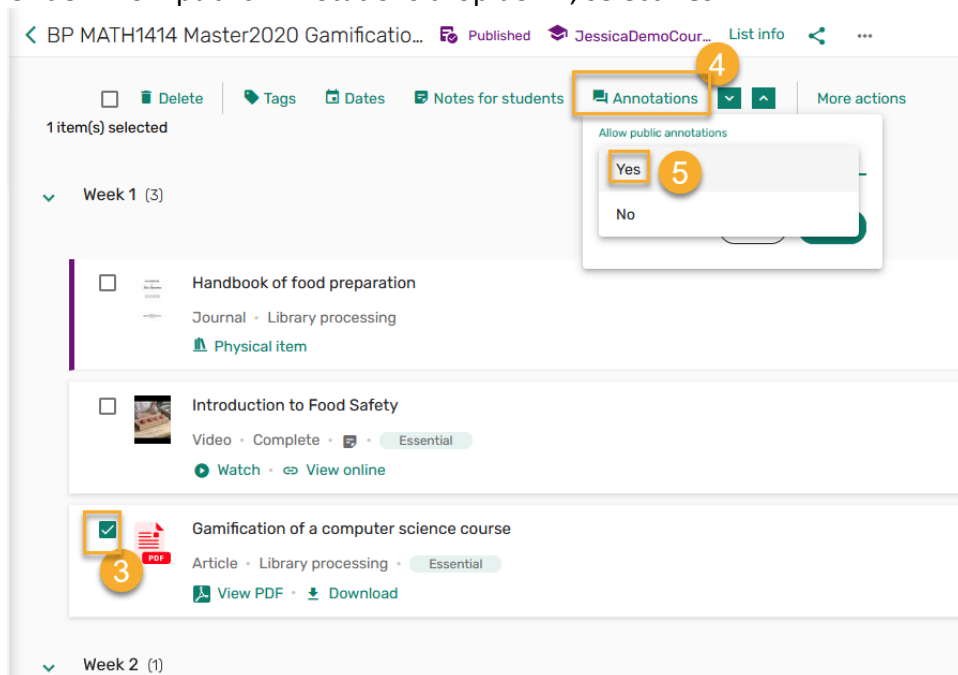 BP MATH1414 Master2020 Gamificatio... Published JessicaDemoCour... List info ...
4
Delete Tags Dates Notes for students Annotations More actions
1 item(s) selected
Allow public annotations
Yes 5
Week 1 (3)
No
Handbook of food preparation
Journal • Library processing
Physical item
Introduction to Food Safety
Video • Complete • • Essential
Watch • View online
Gamification of a computer science course
PDF
3
Article • Library processing • Essential
View PDF • Download
Week 2 (1)